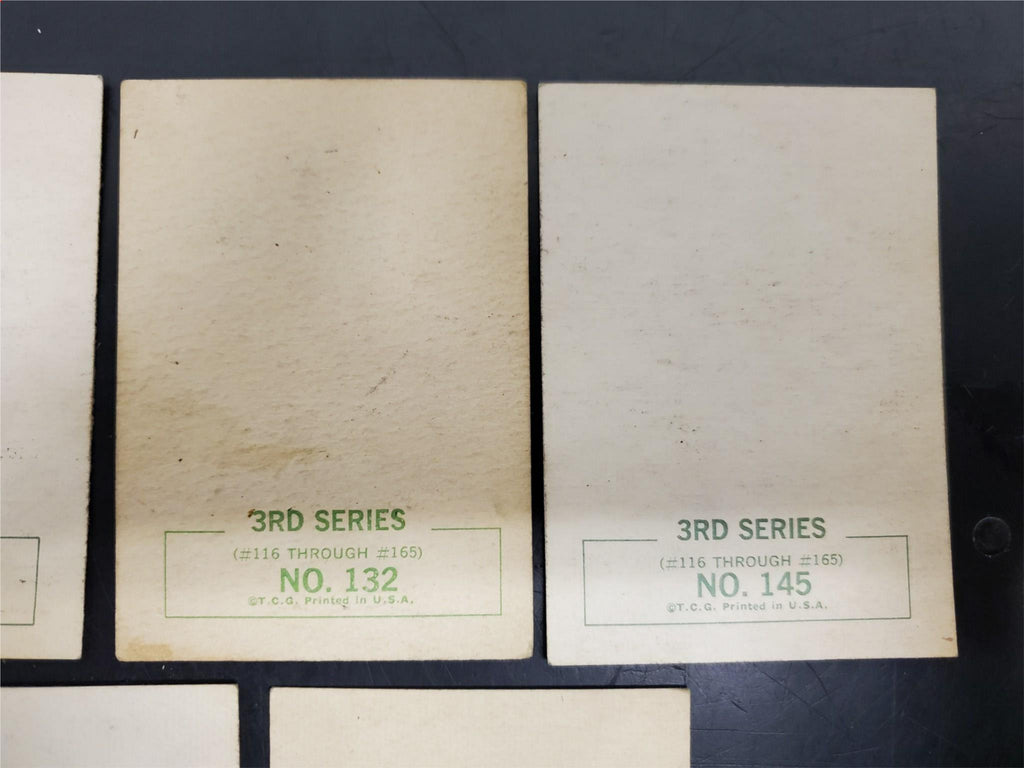 3RD SERIES
(#116 THROUGH #165)
NO. 132
©T.C.G. Printed in U.S.A.
3RD SERIES
(#116 THROUGH #165)
NO. 145
©T.C.G. Printed in U.S.A.